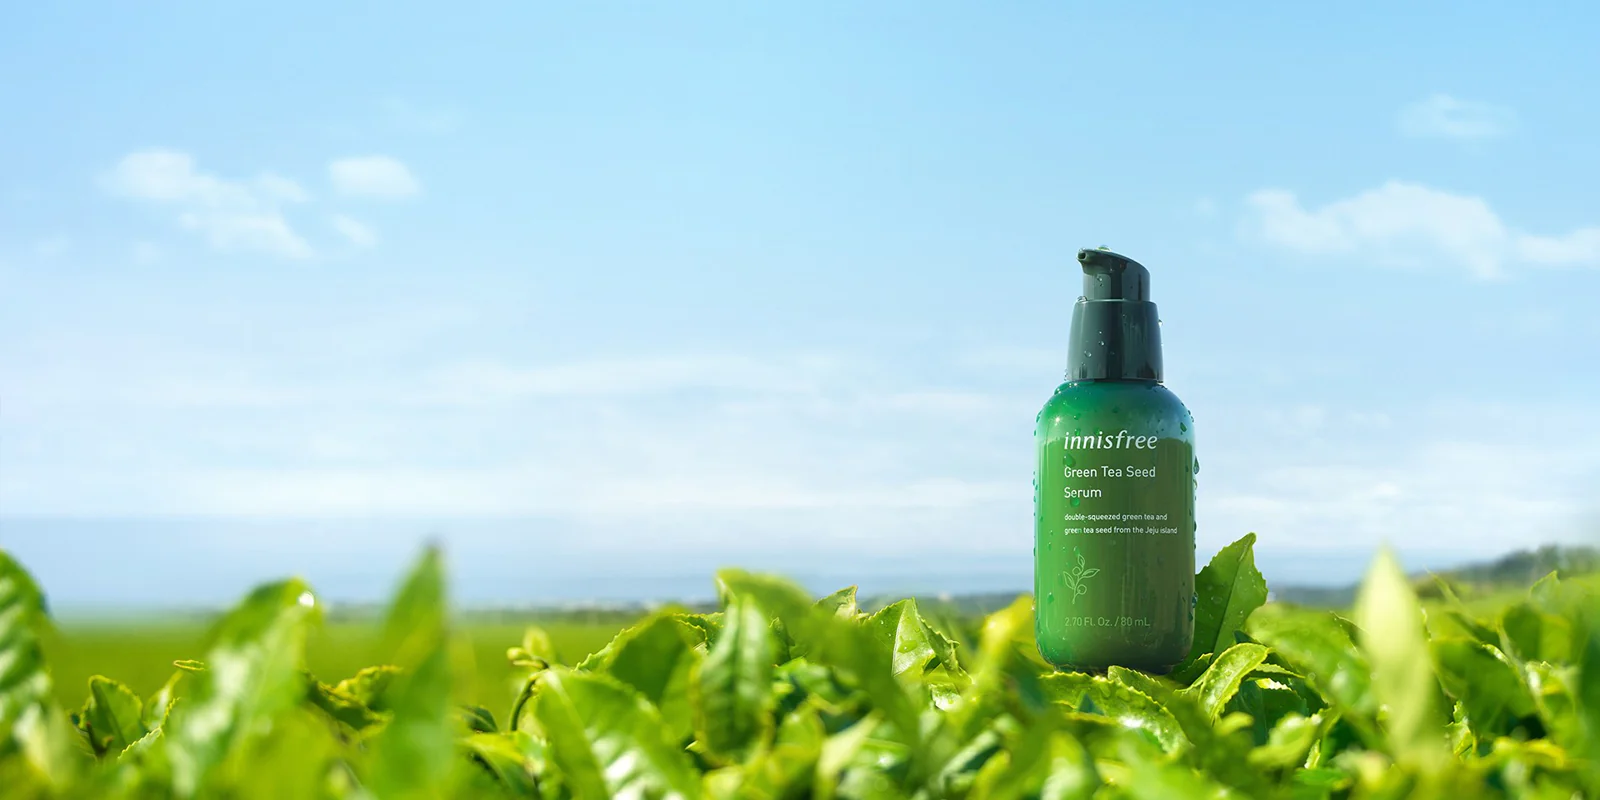 innisfree
Green Tea Seed
Serum
double-squeezed green tea and
green tea seed from the Jeju island
2.70 Fl. Oz. / 80 mL